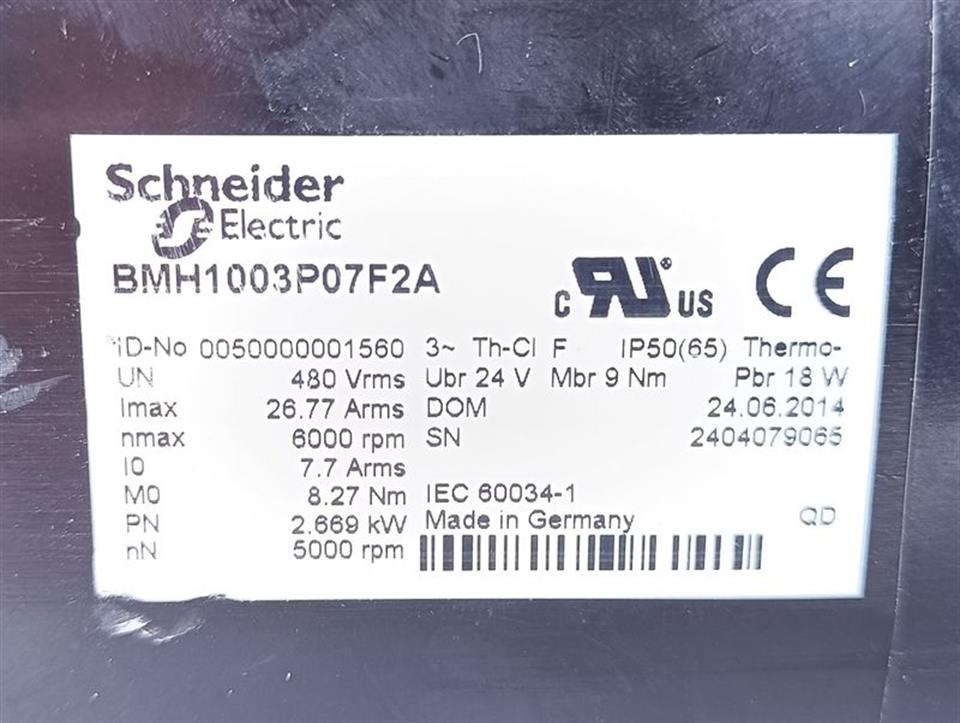 Schneider
Electric
BMH1003P07F2A
c RU US CE
ID-No 0050000001560 3~ Th-Cl F IP50(65) Thermo-
UN 480 Vrms Ubr 24 V Mbr 9 Nm Pbr 18 W
Imax 26.77 Arms DOM 24.06.2014
nmax 6000 rpm SN 2404079065
I0 7.7 Arms
M0 8.27 Nm IEC 60034-1
PN 2.669 kW Made in Germany QD
nN 5000 rpm